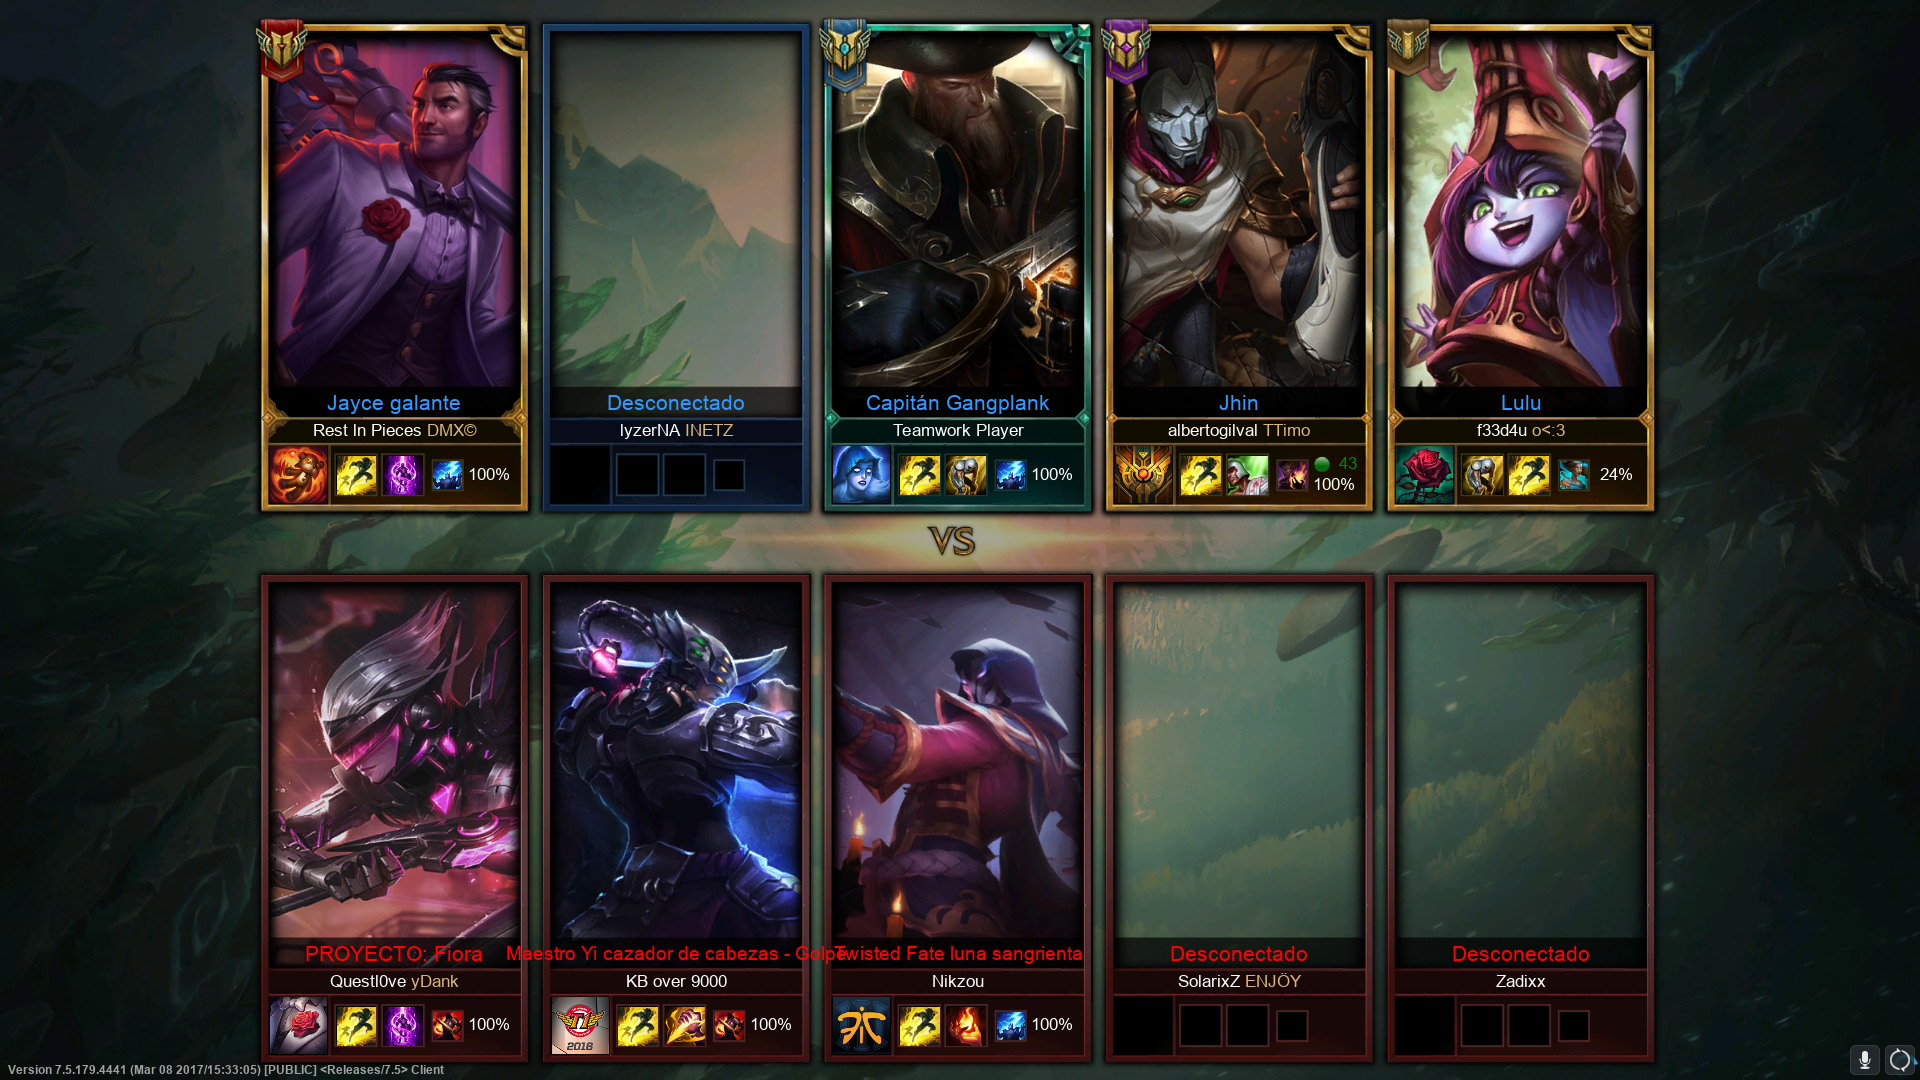 Jayce galante
Rest In Pieces DMX©
100%
Desconectado
lyzerNA INETZ
Capitán Gangplank
Teamwork Player
100%
Jhin
albertogilval TTimo
43
100%
Lulu
f33d4u o<:3
24%
VS
PROYECTO: Fiora
Questl0ve yDank
100%
Maestro Yi cazador de cabezas - Golpe
KB over 9000
2016
100%
Twisted Fate luna sangrienta
Nikzou
100%
Desconectado
SolarixZ ENJÖY
Desconectado
Zadixx
Version 7.5.179.4441 (Mar 08 2017/15:33:05) [PUBLIC] <Releases/7.5> Client